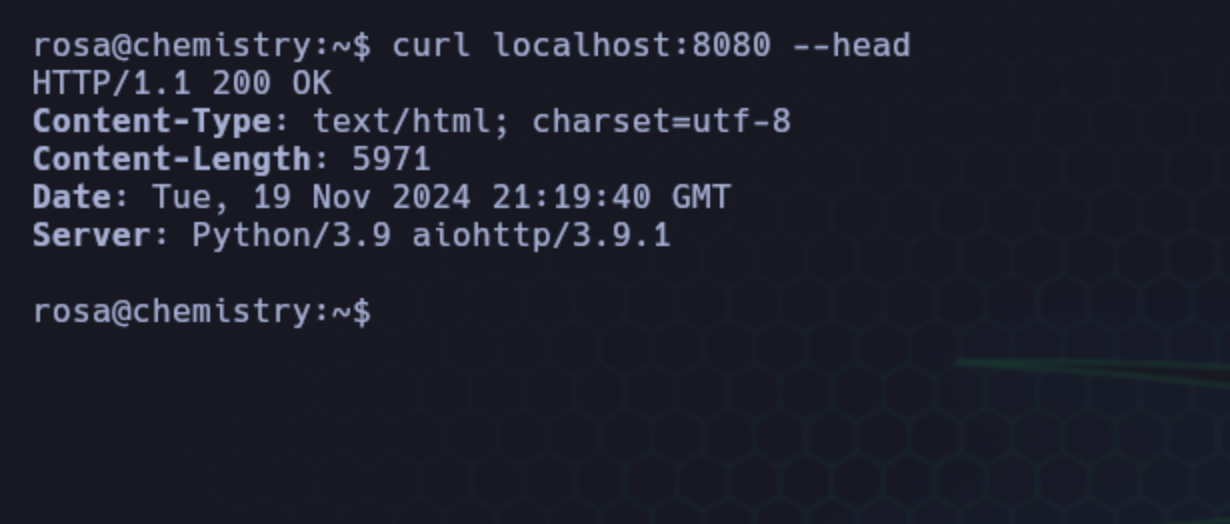 rosa@chemistry:~$ curl localhost:8080 --head
HTTP/1.1 200 OK
Content-Type: text/html; charset=utf-8
Content-Length: 5971
Date: Tue, 19 Nov 2024 21:19:40 GMT
Server: Python/3.9 aiohttp/3.9.1
rosa@chemistry:~$